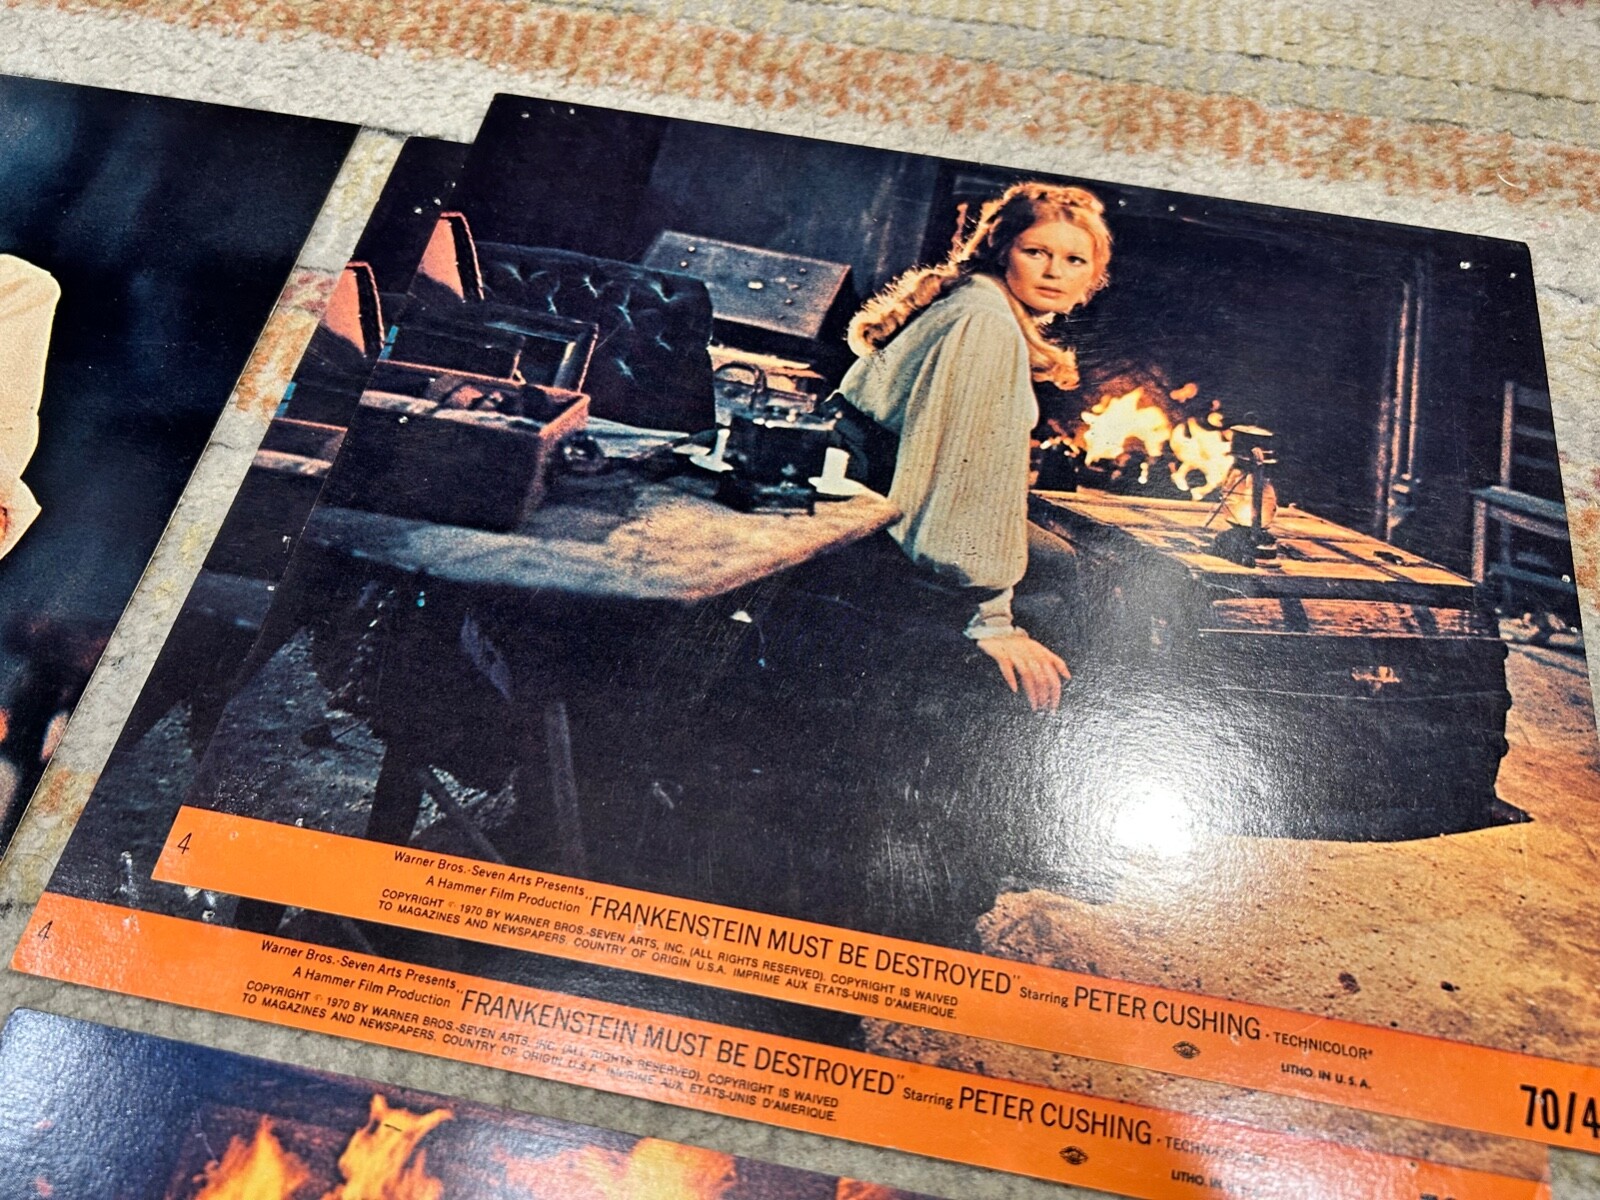 4
Warner Bros.-Seven Arts Presents
A Hammer Film Production "FRANKENSTEIN MUST BE DESTROYED" Starring PETER CUSHING · TECHNICOLOR®
COPYRIGHT © 1970 BY WARNER BROS.-SEVEN ARTS, INC. (ALL RIGHTS RESERVED). COPYRIGHT IS WAIVED
TO MAGAZINES AND NEWSPAPERS. COUNTRY OF ORIGIN U.S.A. IMPRIME AUX ETATS-UNIS D'AMERIQUE.
LITHO. IN U.S.A.
70/4
4
Warner Bros.-Seven Arts Presents
A Hammer Film Production "FRANKENSTEIN MUST BE DESTROYED" Starring PETER CUSHING · TECHNICOLOR
COPYRIGHT © 1970 BY WARNER BROS.-SEVEN ARTS, INC. (ALL RIGHTS RESERVED). COPYRIGHT IS WAIVED
TO MAGAZINES AND NEWSPAPERS. COUNTRY OF ORIGIN U.S.A. IMPRIME AUX ETATS-UNIS D'AMERIQUE.
LITHO. IN U.S.